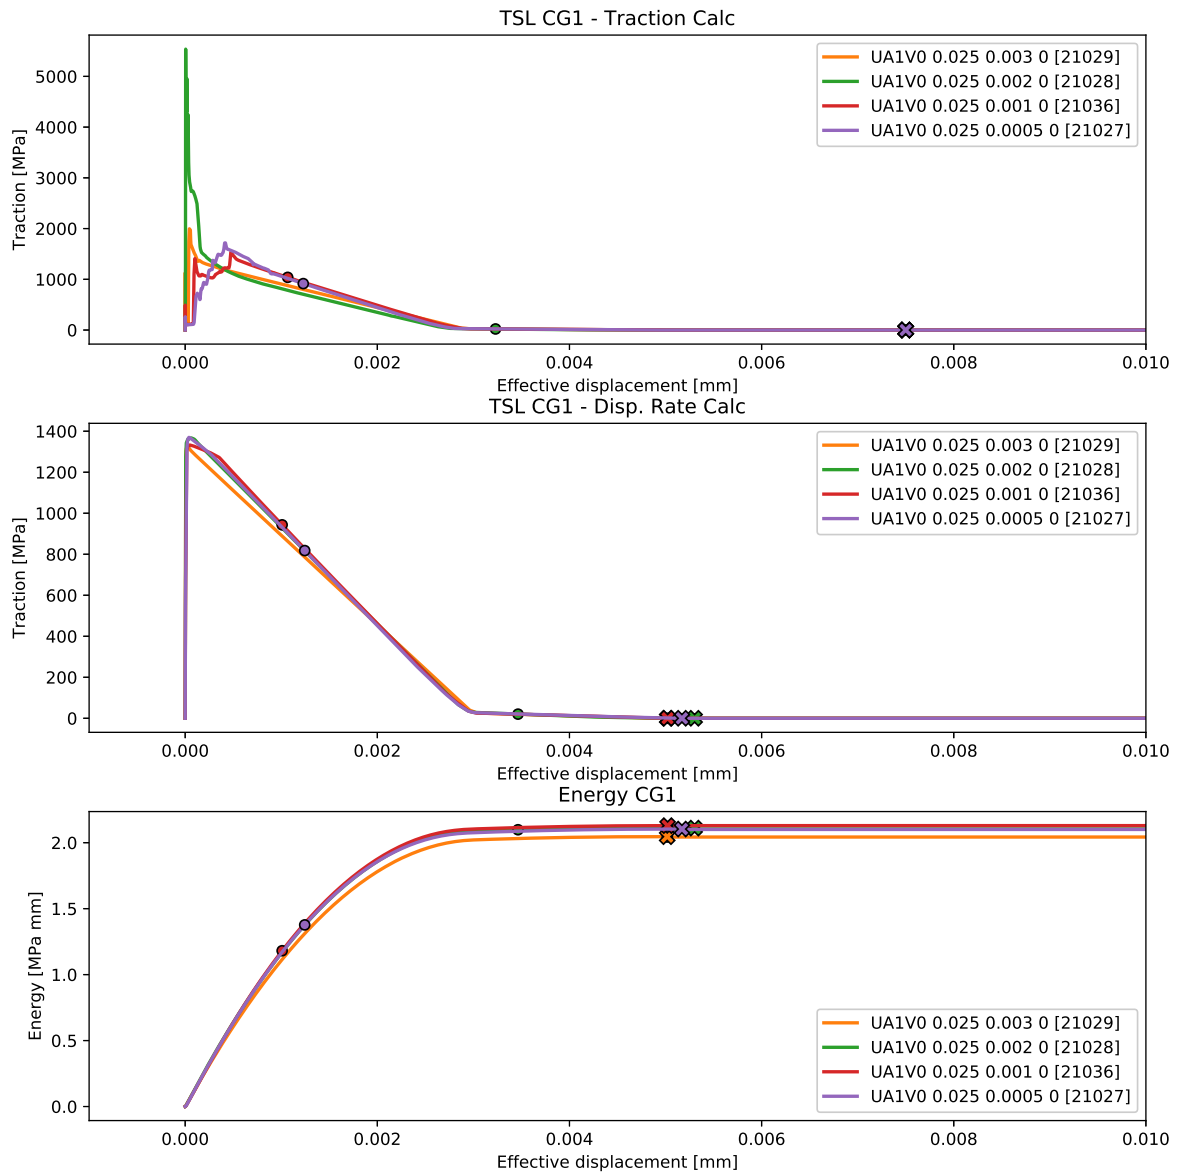 TSL CG1 - Traction Calc
Traction [MPa]
5000
4000
3000
2000
1000
0
UA1V0 0.025 0.003 0 [21029]
UA1V0 0.025 0.002 0 [21028]
UA1V0 0.025 0.001 0 [21036]
UA1V0 0.025 0.0005 0 [21027]
0.000 0.002 0.004 0.006 0.008 0.010
Effective displacement [mm]
TSL CG1 - Disp. Rate Calc
Traction [MPa]
1400
1200
1000
800
600
400
200
0
UA1V0 0.025 0.003 0 [21029]
UA1V0 0.025 0.002 0 [21028]
UA1V0 0.025 0.001 0 [21036]
UA1V0 0.025 0.0005 0 [21027]
0.000 0.002 0.004 0.006 0.008 0.010
Effective displacement [mm]
Energy CG1
Energy [MPa mm]
2.0
1.5
1.0
0.5
0.0
UA1V0 0.025 0.003 0 [21029]
UA1V0 0.025 0.002 0 [21028]
UA1V0 0.025 0.001 0 [21036]
UA1V0 0.025 0.0005 0 [21027]
0.000 0.002 0.004 0.006 0.008 0.010
Effective displacement [mm]